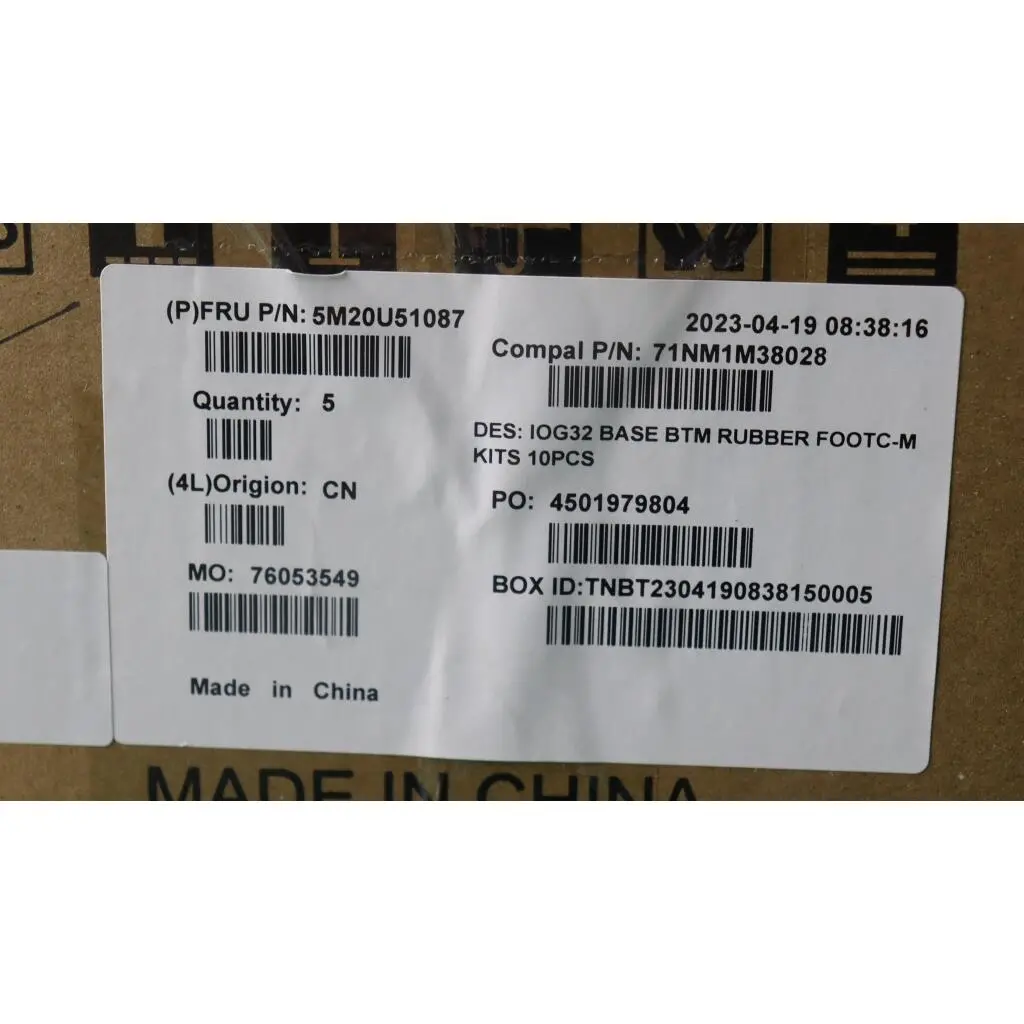 (P)FRU P/N: 5M20U51087
2023-04-19 08:38:16
Compal P/N: 71NM1M38028
Quantity: 5
DES: IOG32 BASE BTM RUBBER FOOTC-M
KITS 10PCS
(4L)Origion: CN
PO: 4501979804
MO: 76053549
BOX ID:TNBT2304190838150005
Made in China
MADE IN CHINA